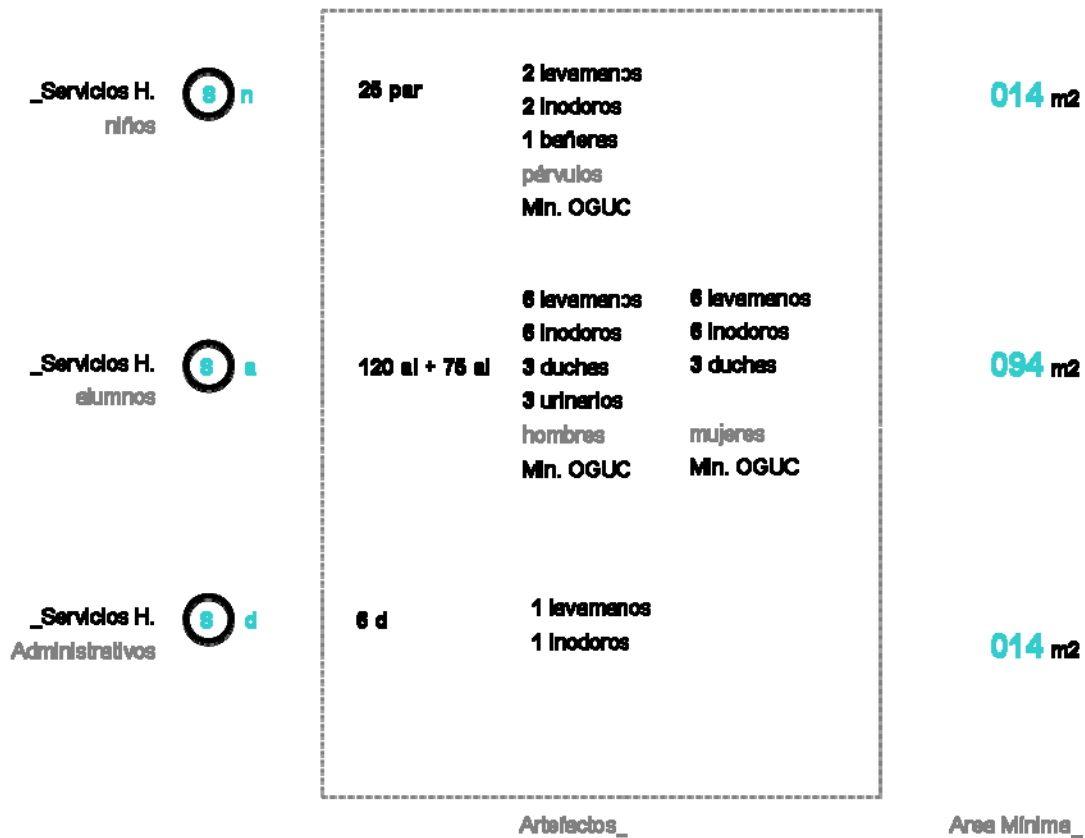 _Servicios H.
niños
S n
25 par
2 lavamanos
2 inodoros
1 bañeras
párvulos
Min. OGUC
014 m2
_Servicios H.
alumnos
S a
120 al + 75 al
6 lavamanos
6 inodoros
3 duchas
3 urinarios
hombres
Min. OGUC
6 lavamanos
6 inodoros
3 duchas
mujeres
Min. OGUC
094 m2
_Servicios H.
Administrativos
S d
6 d
1 lavamanos
1 inodoros
014 m2
Artefactos_
Area Mínima_